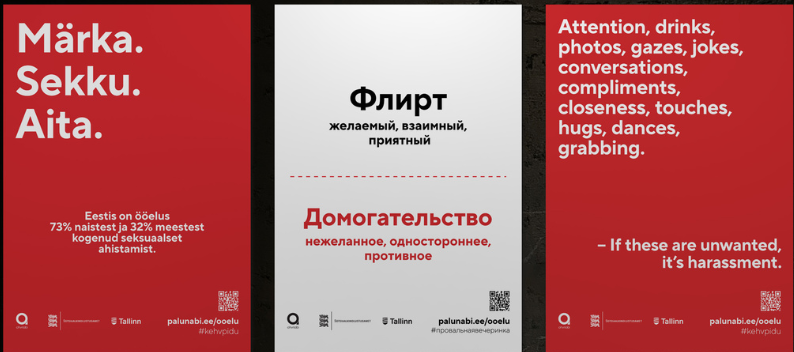 Märka.
Sekku.
Aita.
Eestis on ööelus
73% naistest ja 32% meestest
kogenud seksuaalset
ahistamist.
Tallinn
palunabi.ee/ooelu
#kehvpidu
Флирт
желаемый, взаимный,
приятный
Домогательство
нежеланное, одностороннее,
противное
Tallinn
palunabi.ee/ooelu
#провальнаявечеринка
Attention, drinks,
photos, gazes, jokes,
conversations,
compliments,
closeness, touches,
hugs, dances,
grabbing.
– If these are unwanted,
it’s harassment.
Tallinn
palunabi.ee/ooelu
#kehvpidu